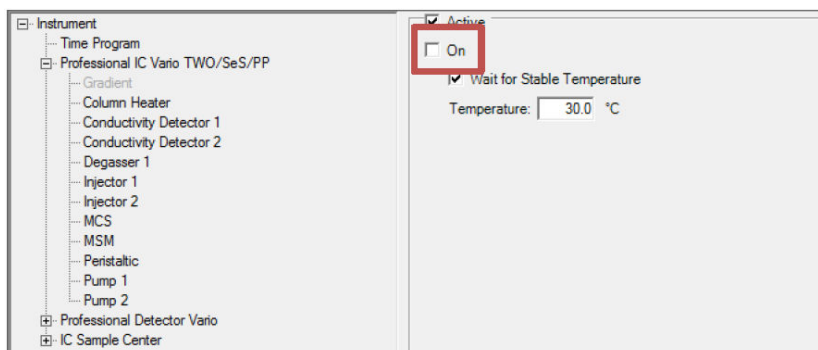 Instrument
Time Program
Professional IC Vario TWO/SeS/PP
Gradient
Column Heater
Conductivity Detector 1
Conductivity Detector 2
Degasser 1
Injector 1
Injector 2
MCS
MSM
Peristaltic
Pump 1
Pump 2
Professional Detector Vario
IC Sample Center
Active
On
Wait for Stable Temperature
Temperature: 30.0 °C